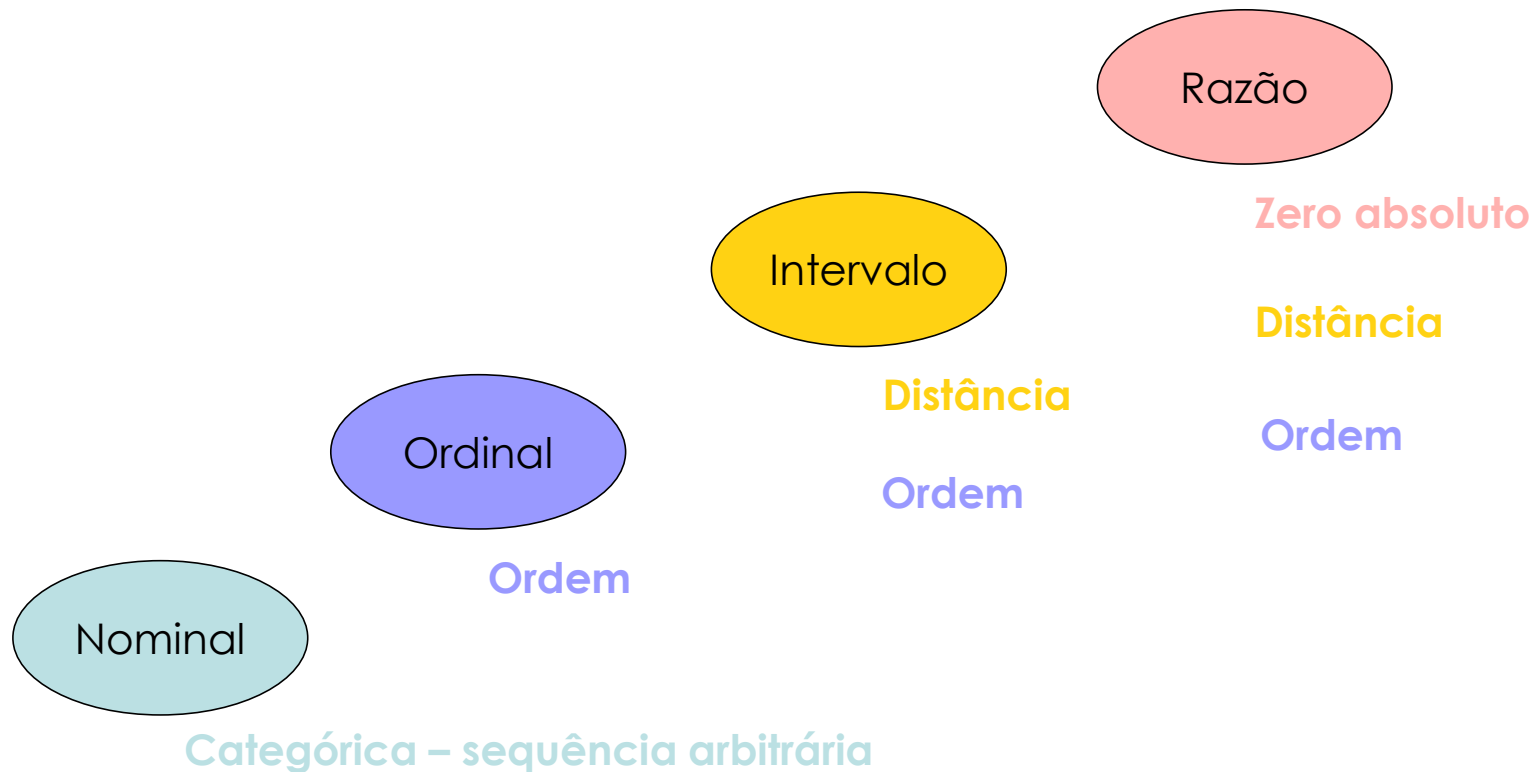 Razão
Zero absoluto
Distância
Ordem
Intervalo
Distância
Ordem
Ordinal
Ordem
Nominal
Categórica – sequência arbitrária